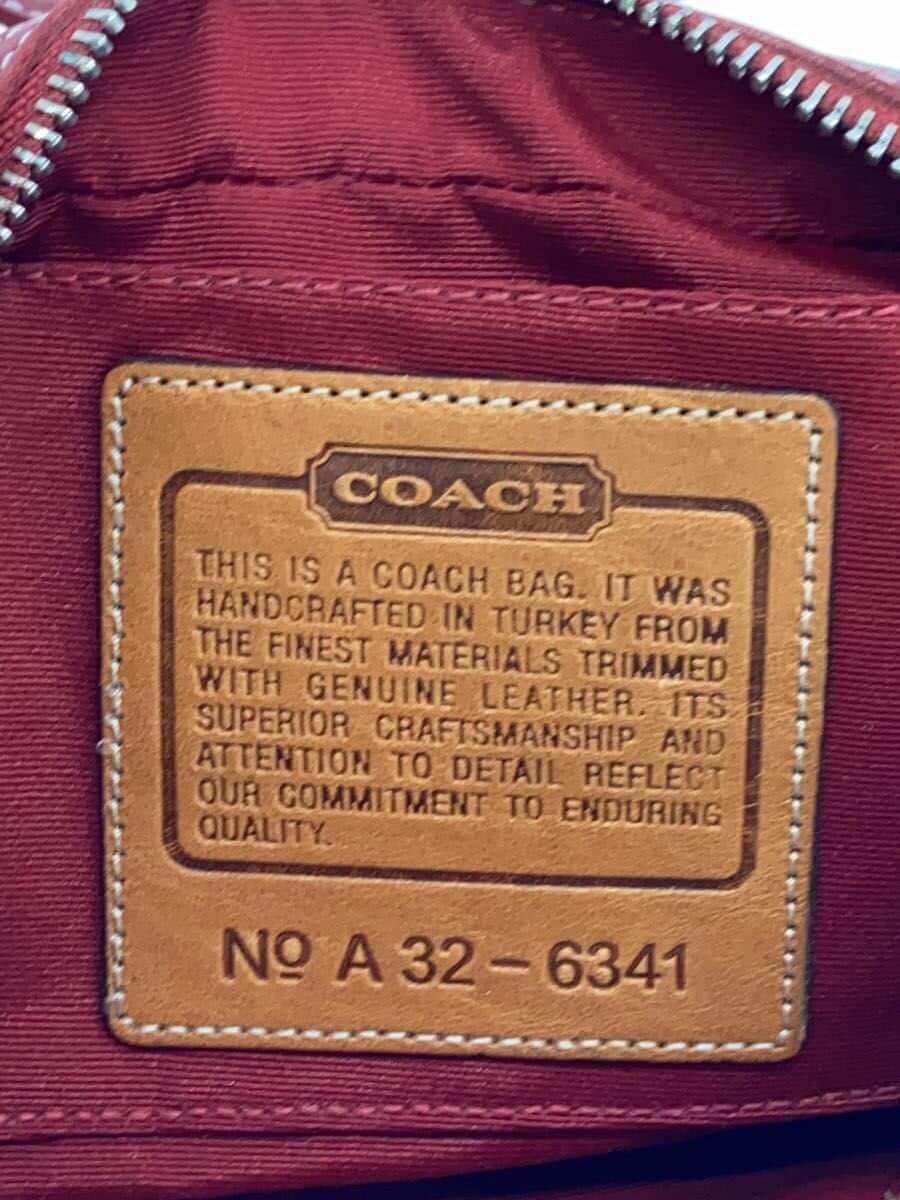 COACH
THIS IS A COACH BAG. IT WAS
HANDCRAFTED IN TURKEY FROM
THE FINEST MATERIALS TRIMMED
WITH GENUINE LEATHER. ITS
SUPERIOR CRAFTSMANSHIP AND
ATTENTION TO DETAIL REFLECT
OUR COMMITMENT TO ENDURING
QUALITY.
Nº A 32 – 6341